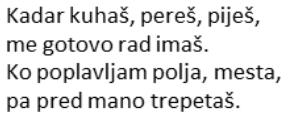 Kadar kuhaš, pereš, piješ,
me gotovo rad imaš.
Ko poplavljam polja, mesta,
pa pred mano trepetaš.